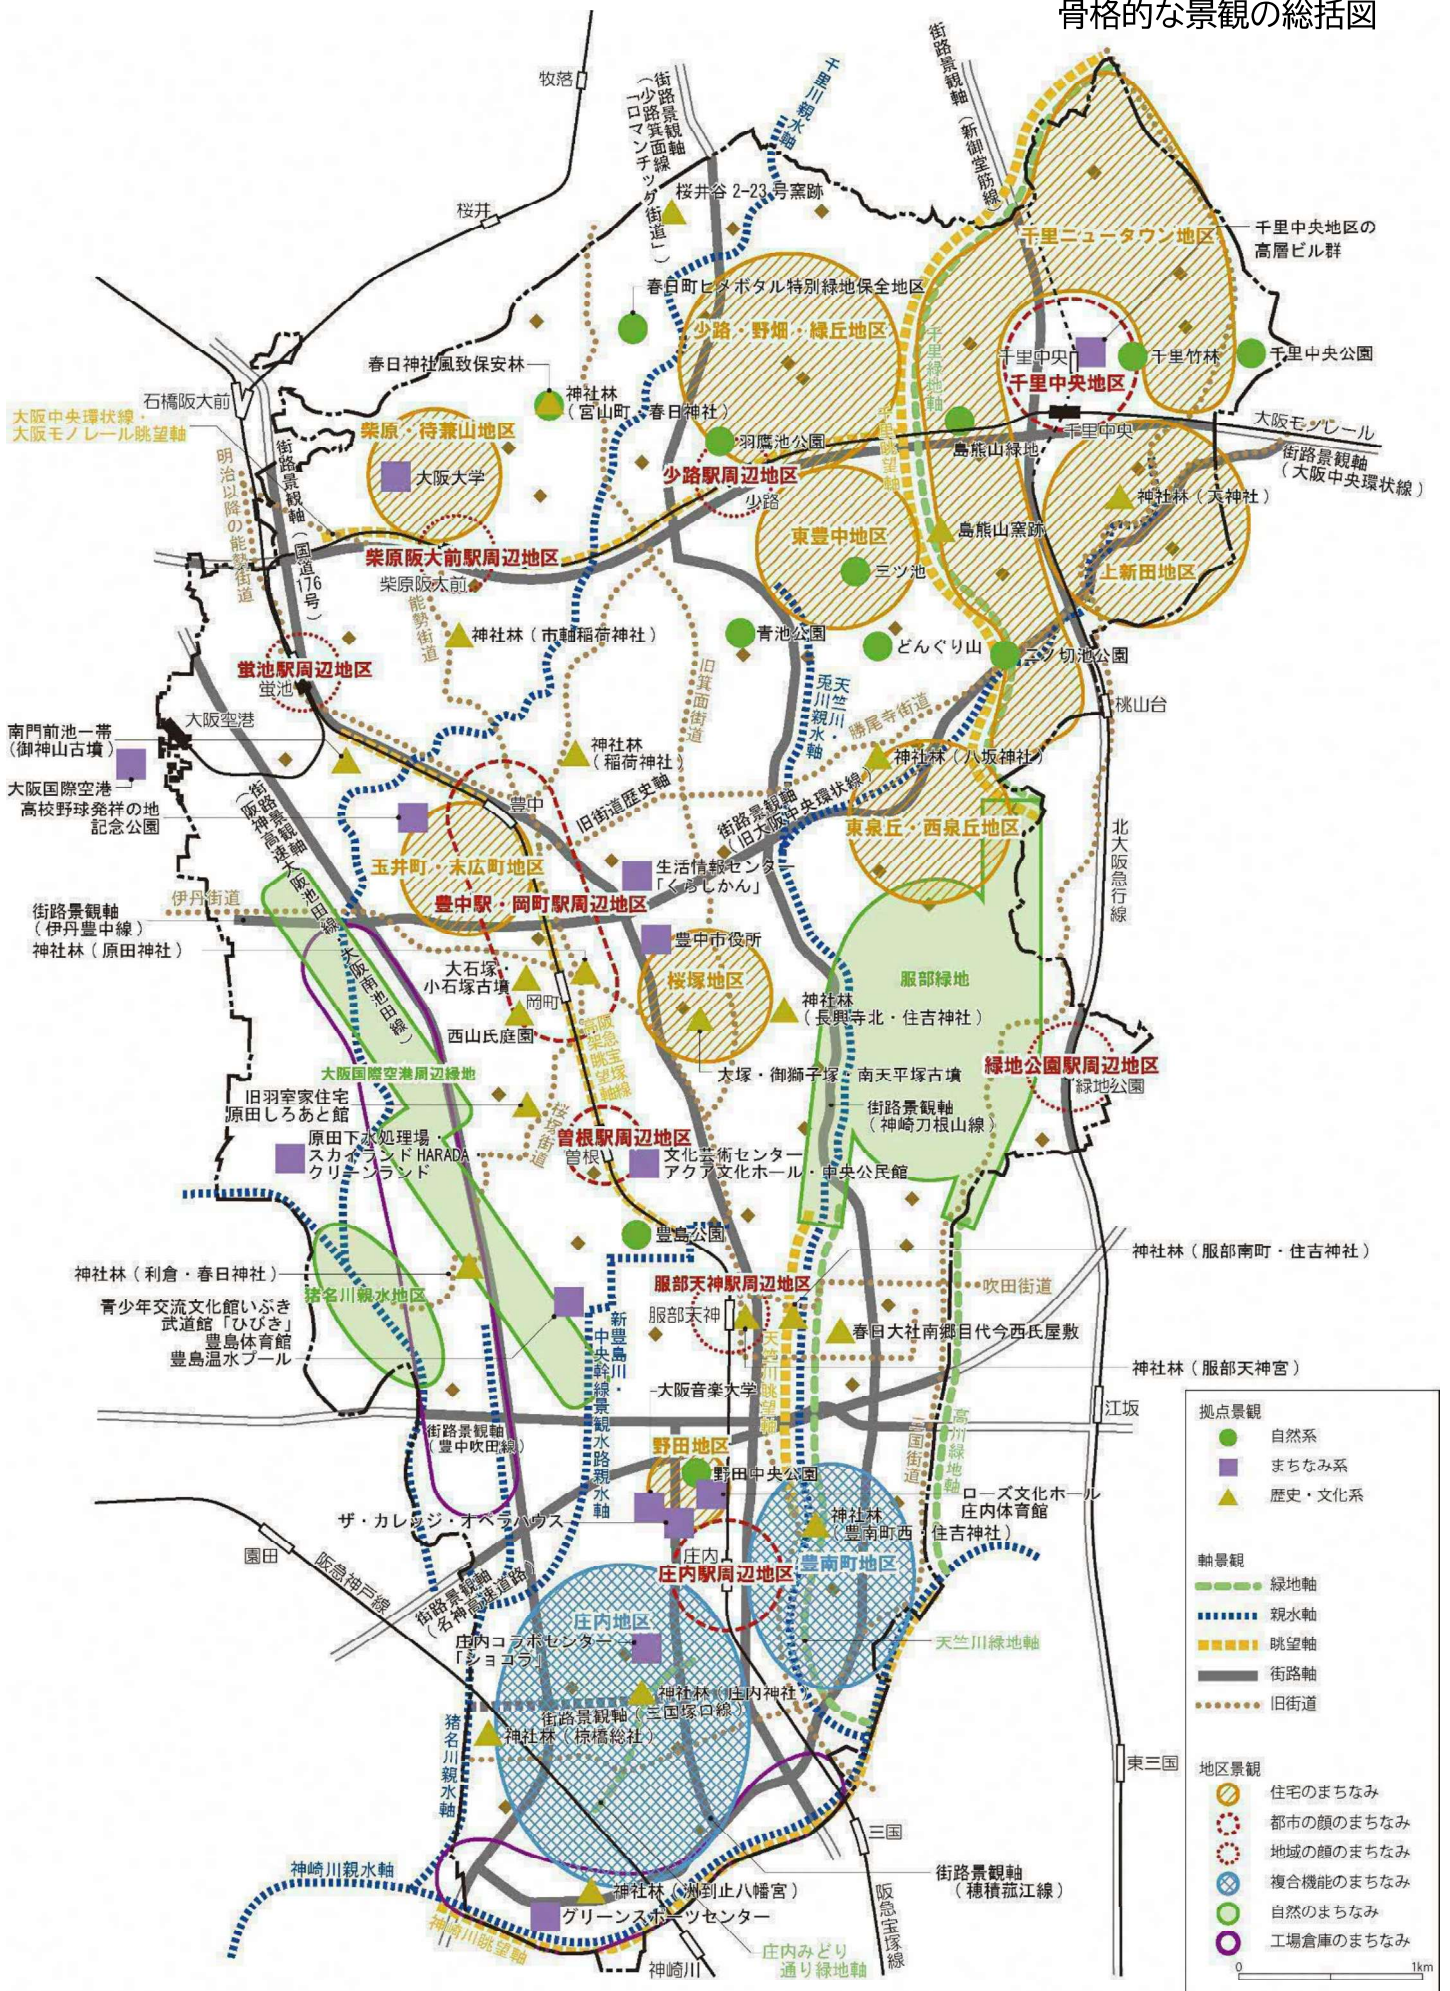 骨格的な景観の総括図
牧落
桜井
街路景観軸
(少路箕面線
「ロマンチック街道」)
千里川親水軸
街路景観軸(新御堂筋線)
桜井谷 2-23 号窯跡
千里ニュータウン地区
千里中央地区の
高層ビル群
春日町ヒメボタル特別緑地保全地区
少路・野畑・緑丘地区
千里緑地軸
千里中央
千里竹林
千里中央公園
千里中央地区
千里中央
春日神社風致保安林
神社林
(宮山町・春日神社)
石橋阪大前
大阪中央環状線・
大阪モノレール眺望軸
柴原・待兼山地区
大阪大学
羽鷹池公園
千里眺望軸
島熊山緑地
大阪モノレール
街路景観軸
(大阪中央環状線)
少路駅周辺地区
少路
明治以降の能勢街道
街路景観軸(国道176号)
神社林(天神社)
東豊中地区
島熊山窯跡
三ツ池
上新田地区
柴原阪大前駅周辺地区
柴原阪大前
能勢街道
神社林(市軸稲荷神社)
青池公園
どんぐり山
二ノ切池公園
蛍池駅周辺地区
蛍池
旧箕面街道
天竺川・
兎川親水軸
勝尾寺街道
桃山台
大阪空港
南門前池一帯
(御神山古墳)
大阪国際空港
高校野球発祥の地
記念公園
神社林
(稲荷神社)
神社林(八坂神社)
豊中
旧街道歴史軸
街路景観軸
(旧大阪中央環状線)
街路景観軸
(阪神高速大阪池田線・大阪南池田線)
東泉丘・西泉丘地区
北大阪急行線
玉井町・末広町地区
生活情報センター
「くらしかん」
伊丹街道
豊中駅・岡町駅周辺地区
街路景観軸
(伊丹豊中線)
神社林(原田神社)
豊中市役所
大石塚・
小石塚古墳
岡町
桜塚地区
服部緑地
神社林
(長興寺北・住吉神社)
西山氏庭園
阪急宝塚線
高架眺望軸
緑地公園駅周辺地区
緑地公園
大阪国際空港周辺緑地
大塚・御獅子塚・南天平塚古墳
旧羽室家住宅
原田しろあと館
街路景観軸
(神崎刀根山線)
桜塚街道
原田下水処理場・
スカイランドHARADA・
クリーンランド
曽根駅周辺地区
曽根
文化芸術センター
アクア文化ホール・中央公民館
豊島公園
神社林(服部南町・住吉神社)
神社林(利倉・春日神社)
猪名川親水地区
服部天神駅周辺地区
吹田街道
青少年交流文化館いぶき
武道館「ひびき」
豊島体育館
豊島温水プール
服部天神
新豊島川・
中央幹線景観水路親水軸
春日大社南郷目代今西氏屋敷
天竺川眺望軸
神社林(服部天神宮)
大阪音楽大学
江坂
街路景観軸
(豊中吹田線)
三国街道
高川緑地軸
野田地区
野田中央公園
ローズ文化ホール
庄内体育館
ザ・カレッジ・オペラハウス
神社林
(豊南町西・住吉神社)
園田
阪急神戸線
庄内
庄内駅周辺地区
豊南町地区
街路景観軸
(名神高速道路)
庄内地区
庄内コラボセンター
「ショコラ」
天竺川緑地軸
神社林(庄内神社)
街路景観軸(三国塚口線)
神社林(椋橋総社)
猪名川親水軸
東三国
三国
神崎川親水軸
街路景観軸
(穂積菰江線)
神社林(洲到止八幡宮)
グリーンスポーツセンター
神崎川眺望軸
阪急宝塚線
庄内みどり
通り緑地軸
神崎川
拠点景観
自然系
まちなみ系
歴史・文化系
軸景観
緑地軸
親水軸
眺望軸
街路軸
旧街道
地区景観
住宅のまちなみ
都市の顔のまちなみ
地域の顔のまちなみ
複合機能のまちなみ
自然のまちなみ
工場倉庫のまちなみ
0 1km